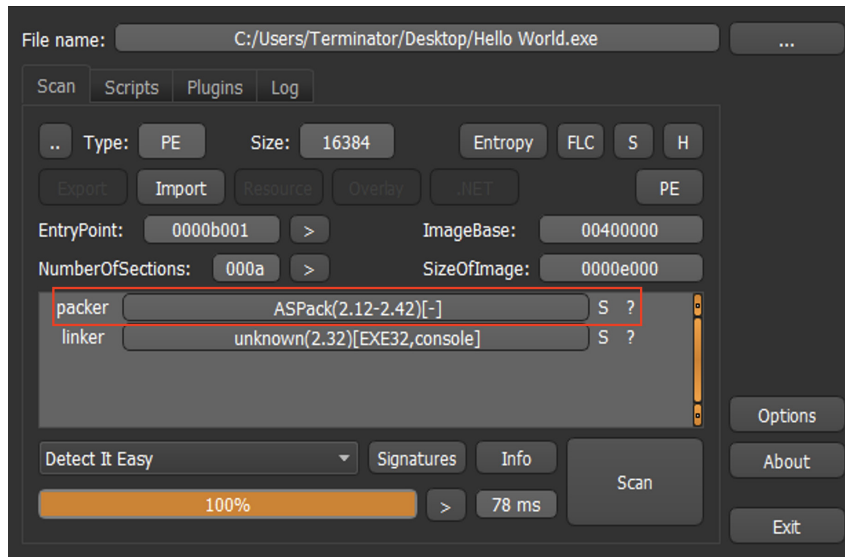 File name: C:/Users/Terminator/Desktop/Hello World.exe ...
Scan Scripts Plugins Log
.. Type: PE Size: 16384 Entropy FLC S H
Export Import Resource Overlay .NET PE
EntryPoint: 0000b001 > ImageBase: 00400000
NumberOfSections: 000a > SizeOfImage: 0000e000
packer ASPack(2.12-2.42)[-] S ?
linker unknown(2.32)[EXE32,console] S ?
Options
Detect It Easy Signatures Info Scan About
100% > 78 ms
Exit